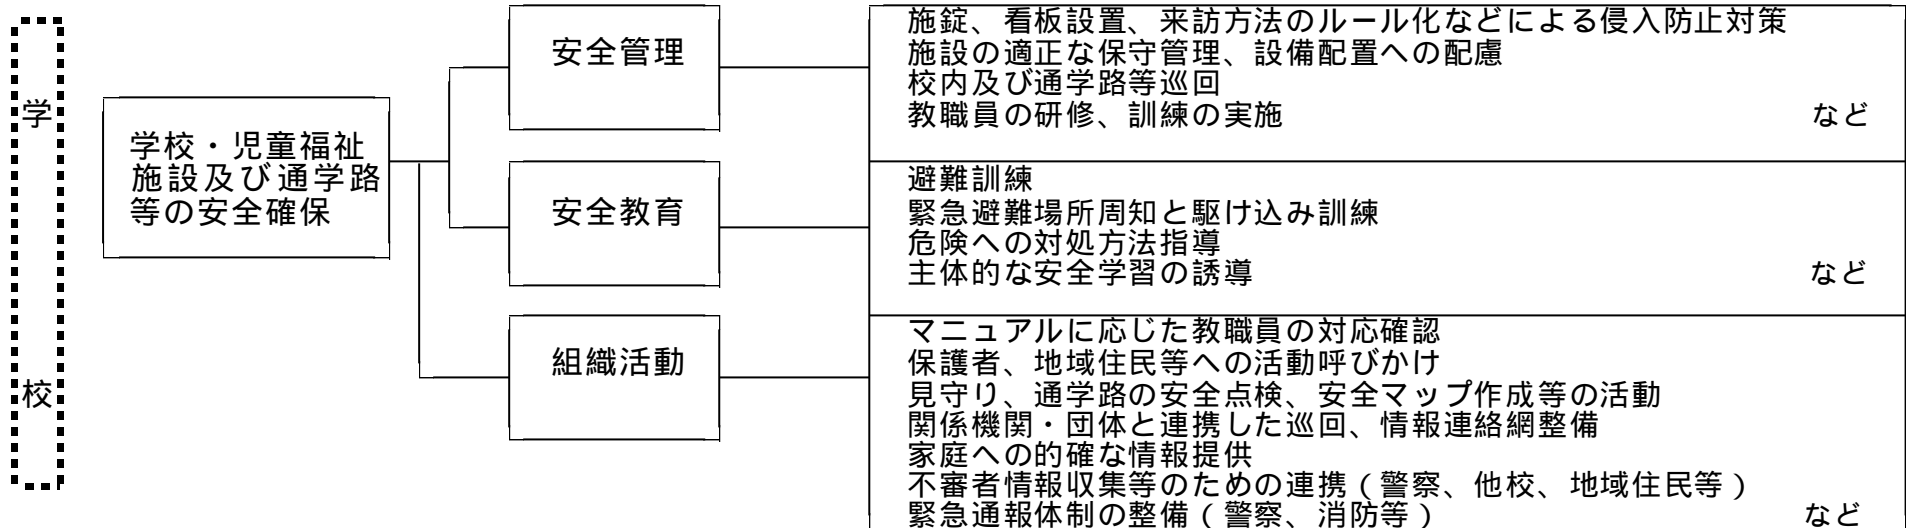 学校
学校・児童福祉
施設及び通学路
等の安全確保
安全管理
施錠、看板設置、来訪方法のルール化などによる侵入防止対策
施設の適正な保守管理、設備配置への配慮
校内及び通学路等巡回
教職員の研修、訓練の実施 など
安全教育
避難訓練
緊急避難場所周知と駆け込み訓練
危険への対処方法指導
主体的な安全学習の誘導 など
組織活動
マニュアルに応じた教職員の対応確認
保護者、地域住民等への活動呼びかけ
見守り、通学路の安全点検、安全マップ作成等の活動
関係機関・団体と連携した巡回、情報連絡網整備
家庭への的確な情報提供
不審者情報収集等のための連携(警察、他校、地域住民等)
緊急通報体制の整備(警察、消防等) など